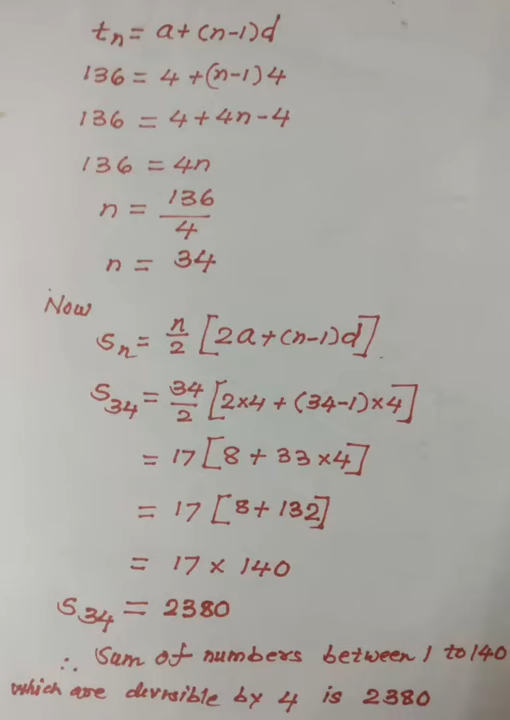 tn = a+(n-1)d
136 = 4 +(n-1)4
136 = 4+4n-4
136 = 4n
n = 136/4
n = 34
Now
Sn = n/2 [2a+(n-1)d]
S34 = 34/2 [2×4 + (34-1)×4]
= 17[8+33×4]
= 17[8+132]
= 17 × 140
S34 = 2380
∴ Sum of numbers between 1 to 140
which are divisible by 4 is 2380